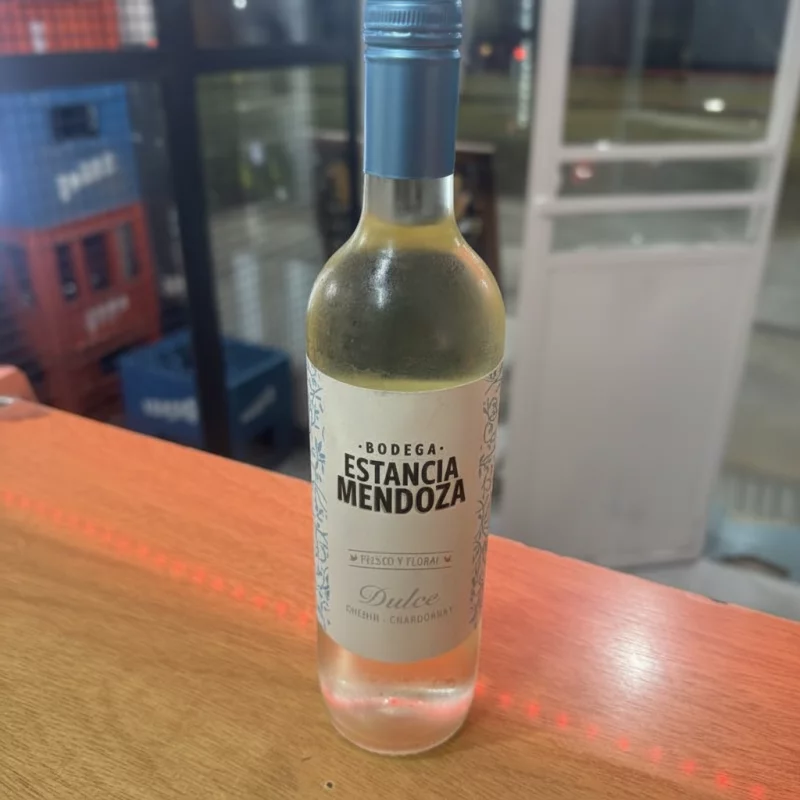 ·BODEGA·
ESTANCIA
MENDOZA
FRESCO Y FLORAL
Dulce
CHENIN - CHARDONNAY